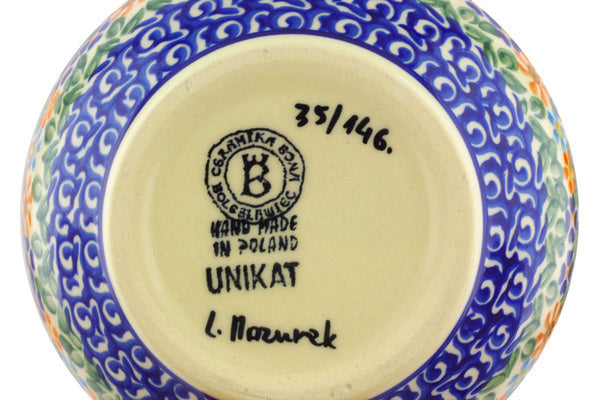 35/146.
CERAMIKA BONA
BOLESŁAWIEC
B
HAND MADE
IN POLAND
UNIKAT
L. Mazurek